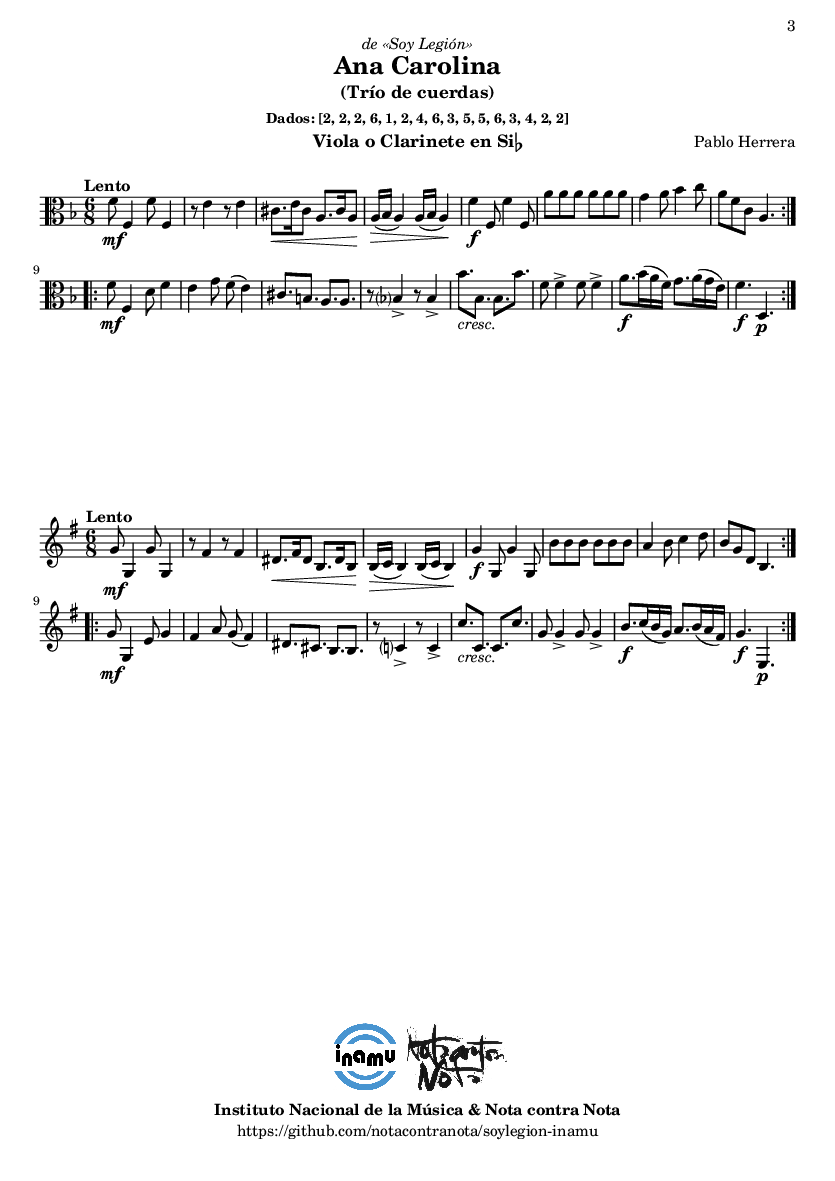 3
de «Soy Legión»
Ana Carolina
(Trío de cuerdas)
Dados: [2, 2, 2, 6, 1, 2, 4, 6, 3, 5, 5, 6, 3, 4, 2, 2]
Viola o Clarinete en Si♭
Pablo Herrera
Lento
6
8
mf
f
9
mf
cresc.
f
f
p
Lento
6
8
mf
f
9
mf
cresc.
f
f
p
inamu
Nota contra
Nota
Instituto Nacional de la Música & Nota contra Nota
https://github.com/notacontranota/soylegion-inamu